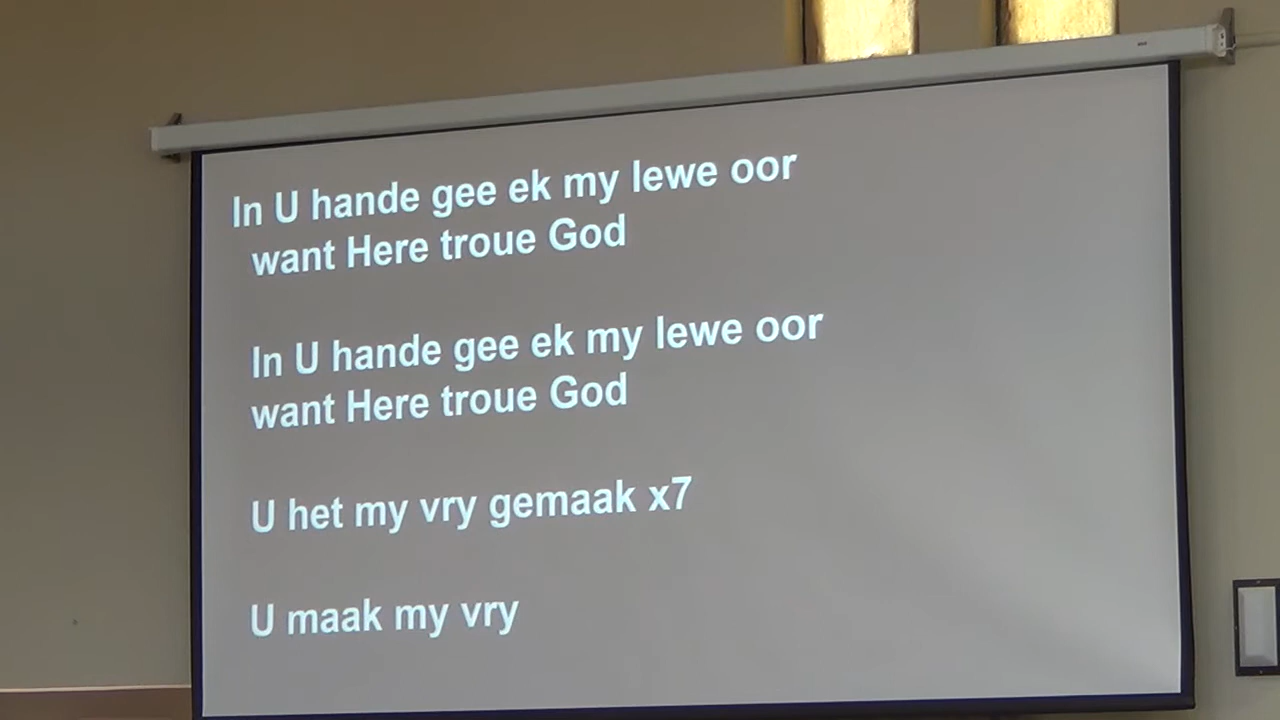 In U hande gee ek my lewe oor
want Here troue God
In U hande gee ek my lewe oor
want Here troue God
U het my vry gemaak x7
U maak my vry